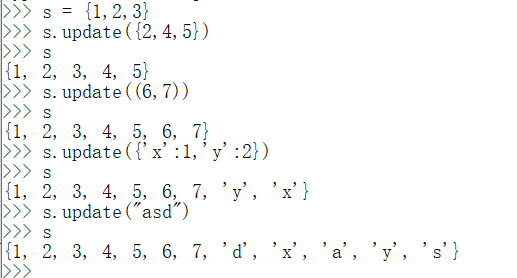 >>> s = {1,2,3}
>>> s.update({2,4,5})
>>> s
{1, 2, 3, 4, 5}
>>> s.update((6,7))
>>> s
{1, 2, 3, 4, 5, 6, 7}
>>> s.update({'x':1,'y':2})
>>> s
{1, 2, 3, 4, 5, 6, 7, 'y', 'x'}
>>> s.update("asd")
>>> s
{1, 2, 3, 4, 5, 6, 7, 'd', 'x', 'a', 'y', 's'}
>>>